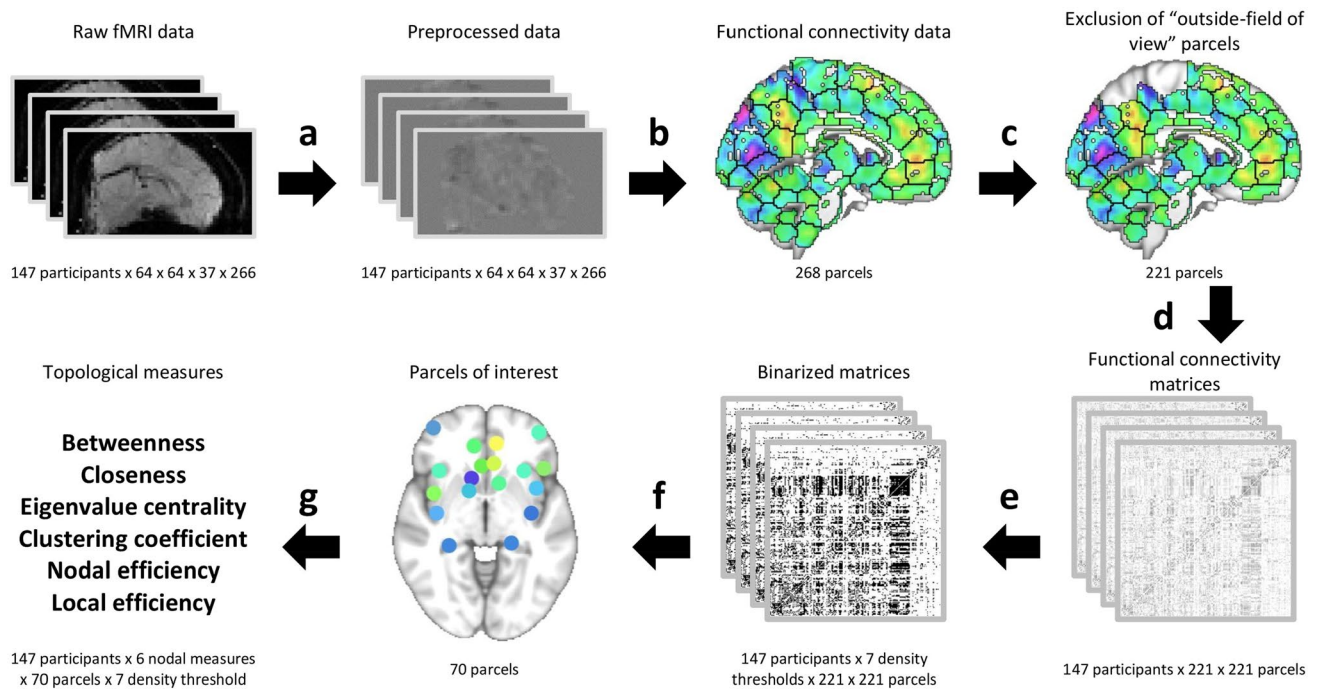 Raw fMRI data
Preprocessed data
Functional connectivity data
Exclusion of “outside-field of
view” parcels
a
b
c
147 participants x 64 x 64 x 37 x 266
147 participants x 64 x 64 x 37 x 266
268 parcels
221 parcels
d
Functional connectivity
matrices
Binarized matrices
Parcels of interest
Topological measures
Betweenness
Closeness
Eigenvalue centrality
Clustering coefficient
Nodal efficiency
Local efficiency
g
f
e
147 participants x 6 nodal measures
x 70 parcels x 7 density threshold
70 parcels
147 participants x 7 density
thresholds x 221 x 221 parcels
147 participants x 221 x 221 parcels